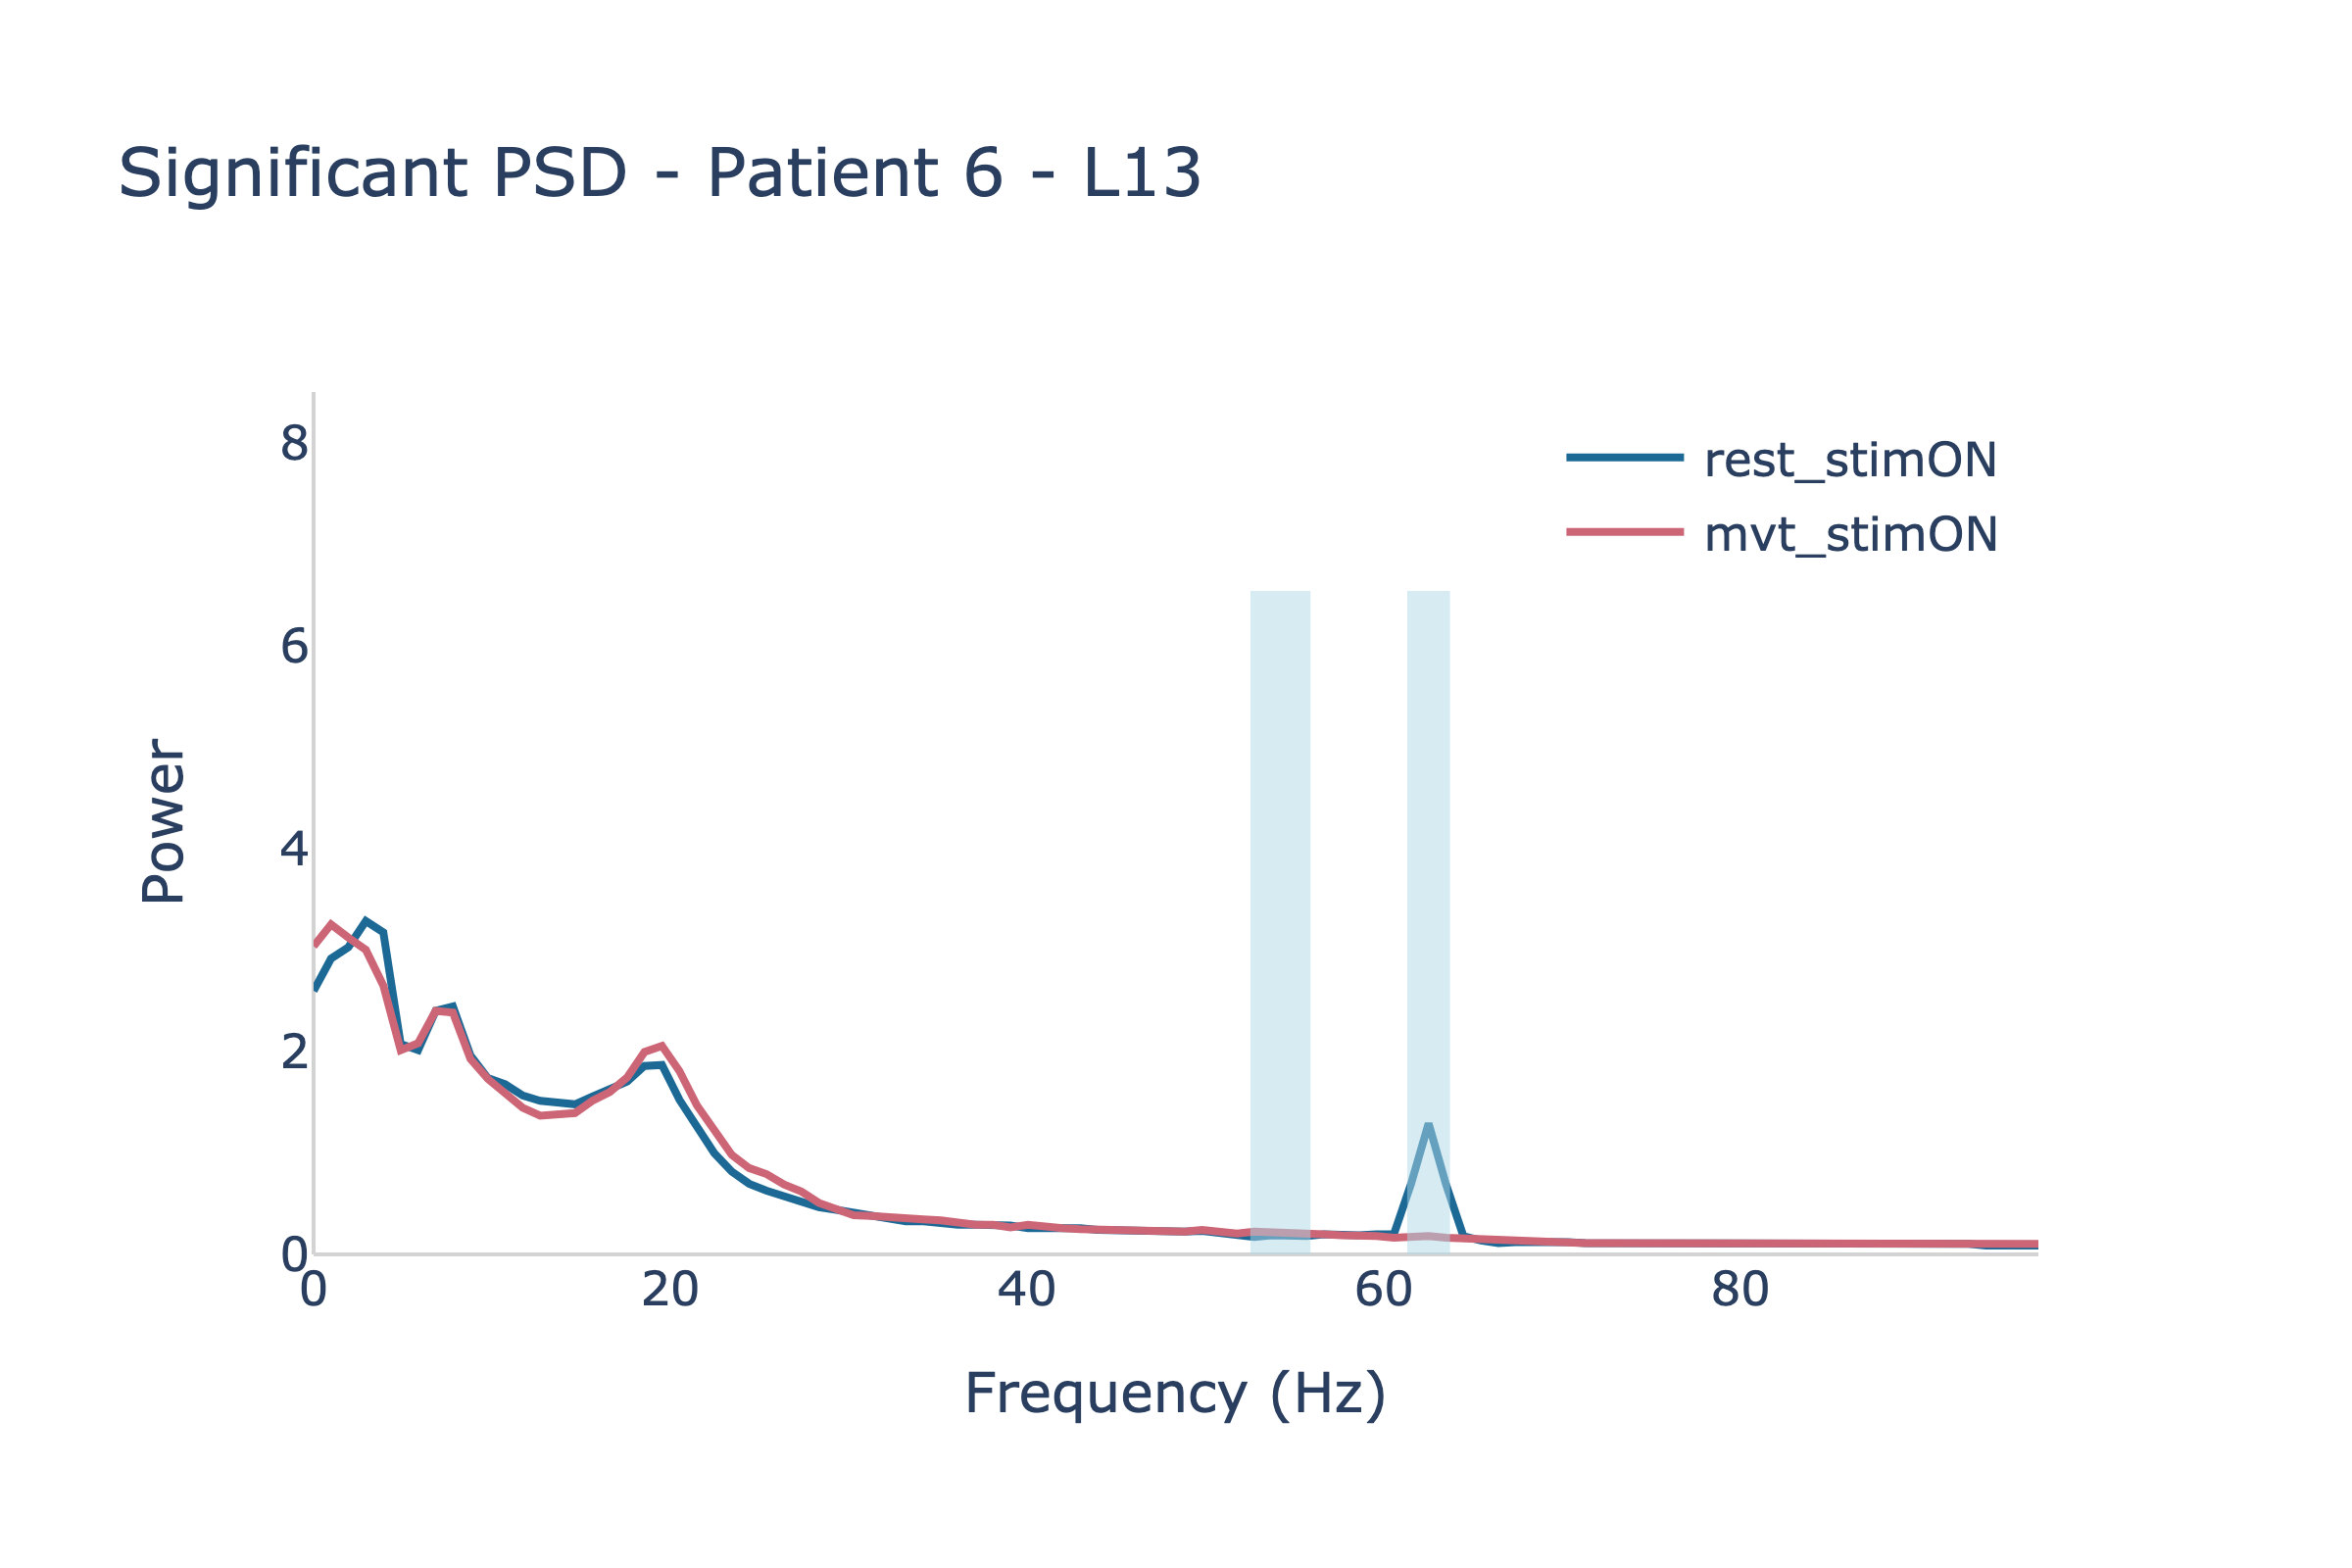 Significant PSD - Patient 6 - L13
rest_stimON
mvt_stimON
8
6
4
2
0
Power
0 20 40 60 80
Frequency (Hz)